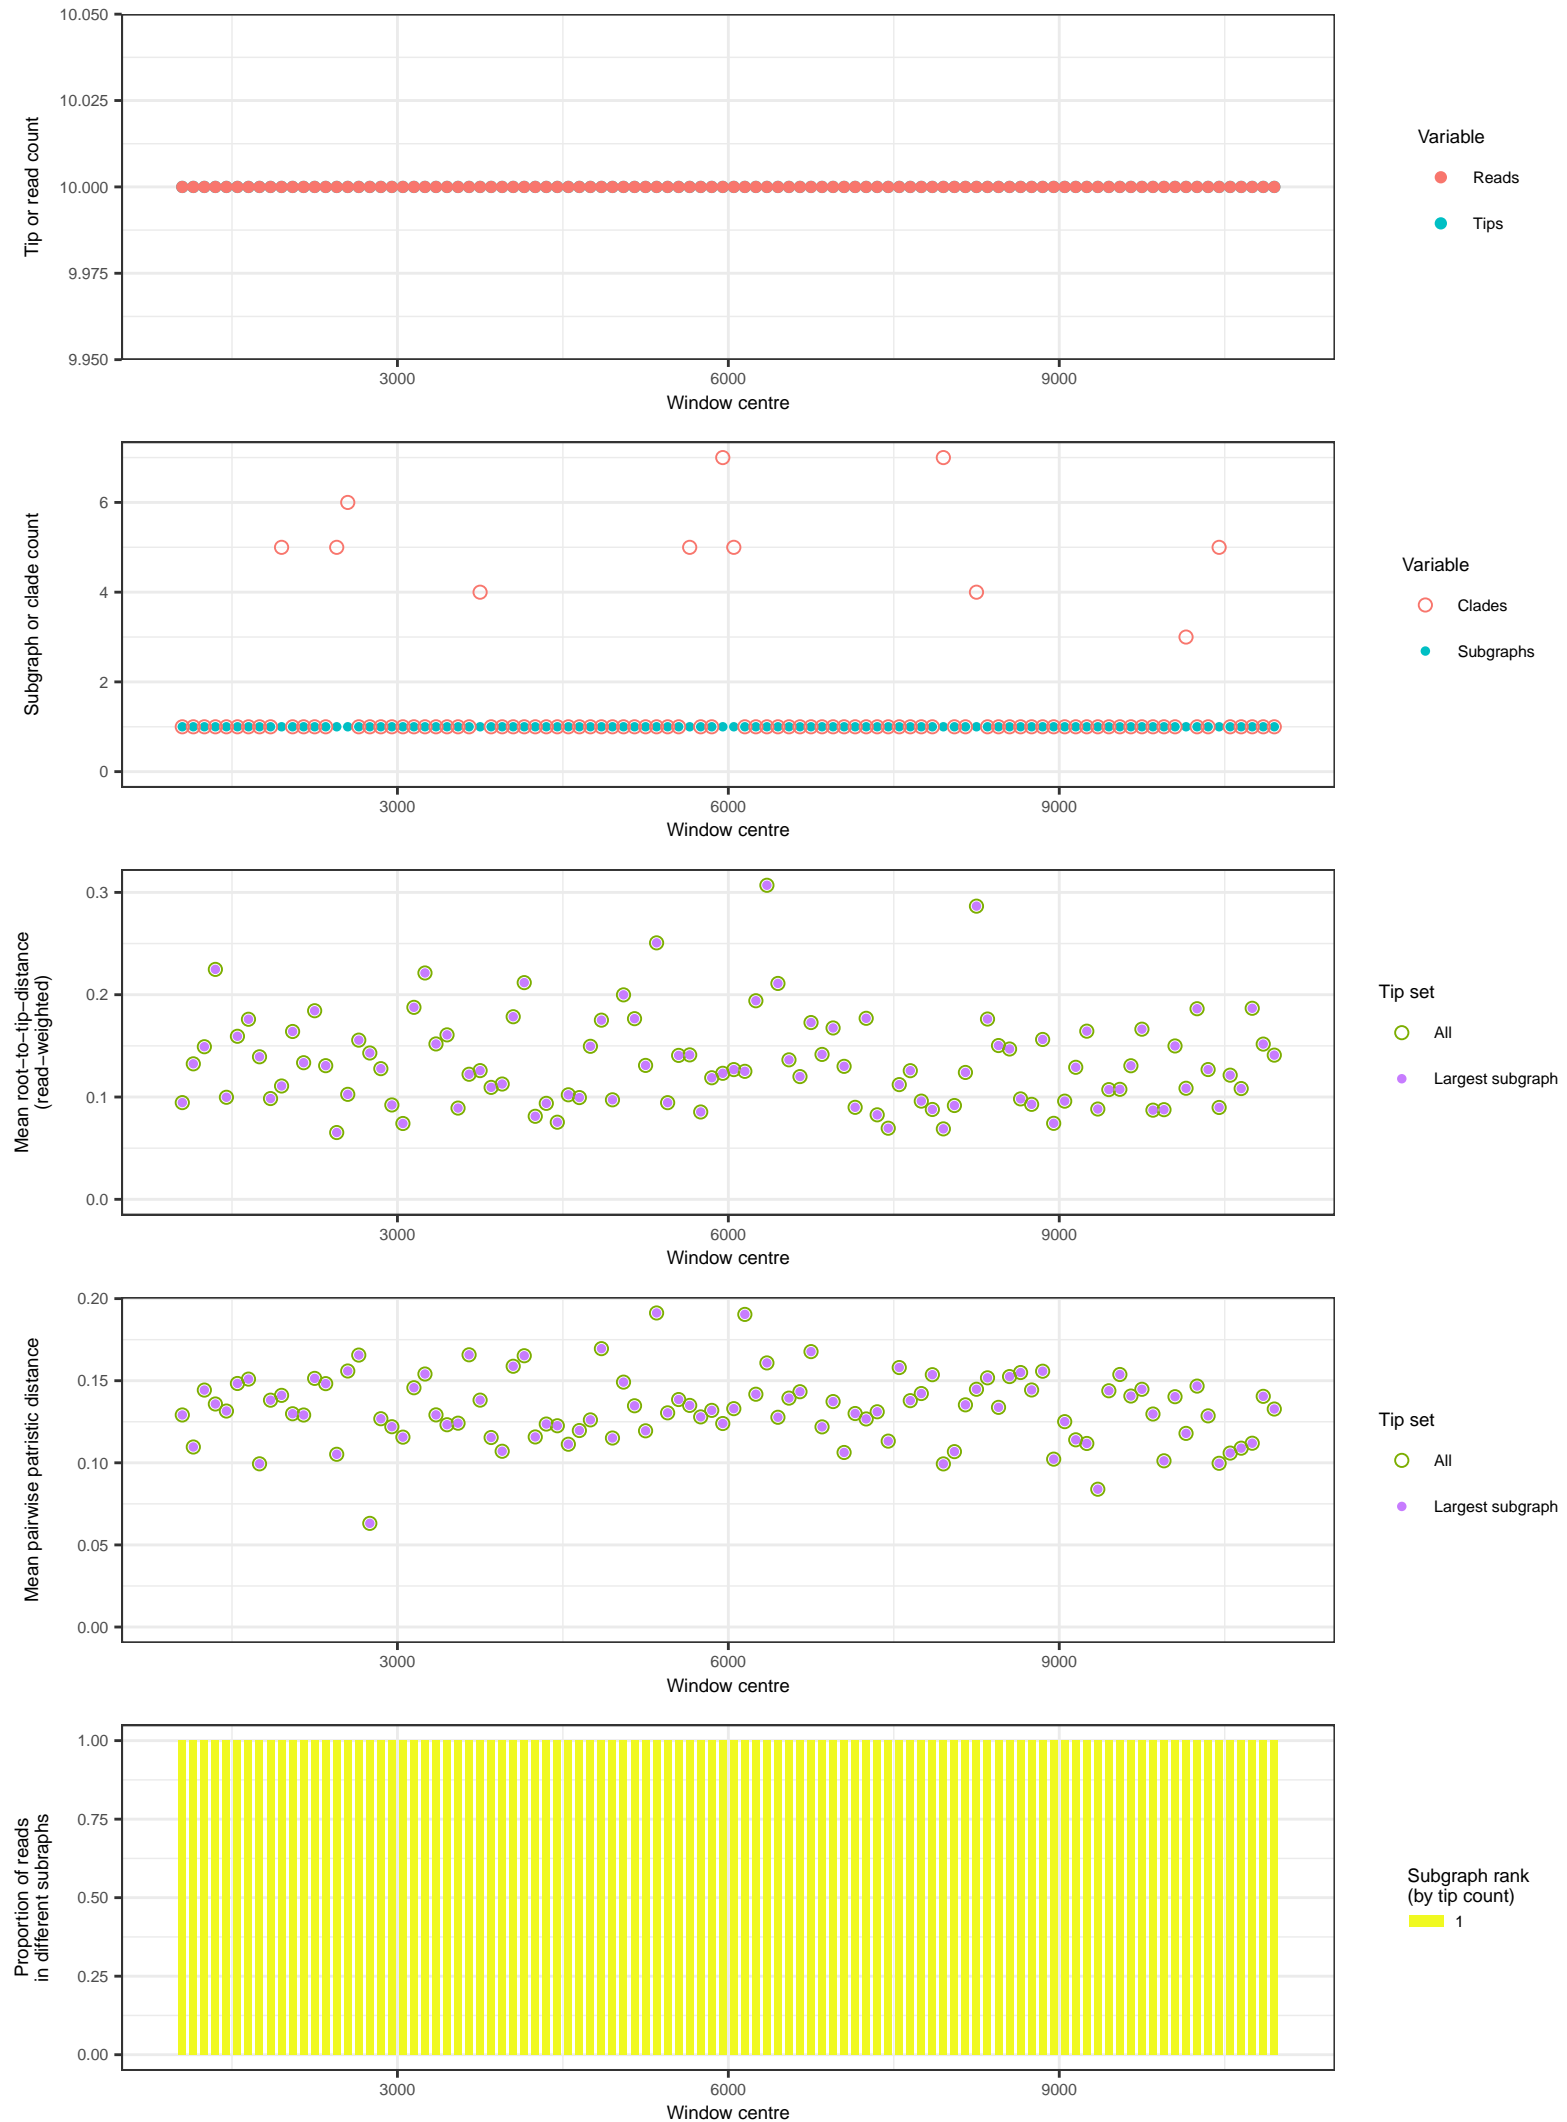 10.050
10.025
10.000
9.975
9.950
Tip or read count
3000 6000 9000
Window centre
Variable
Reads
Tips
6
4
2
0
Subgraph or clade count
3000 6000 9000
Window centre
Variable
Clades
Subgraphs
0.3
0.2
0.1
0.0
Mean root−to−tip−distance
(read−weighted)
3000 6000 9000
Window centre
Tip set
All
Largest subgraph
0.20
0.15
0.10
0.05
0.00
Mean pairwise patristic distance
3000 6000 9000
Window centre
Tip set
All
Largest subgraph
1.00
0.75
0.50
0.25
0.00
Proportion of reads
in different subraphs
3000 6000 9000
Window centre
Subgraph rank
(by tip count)
1